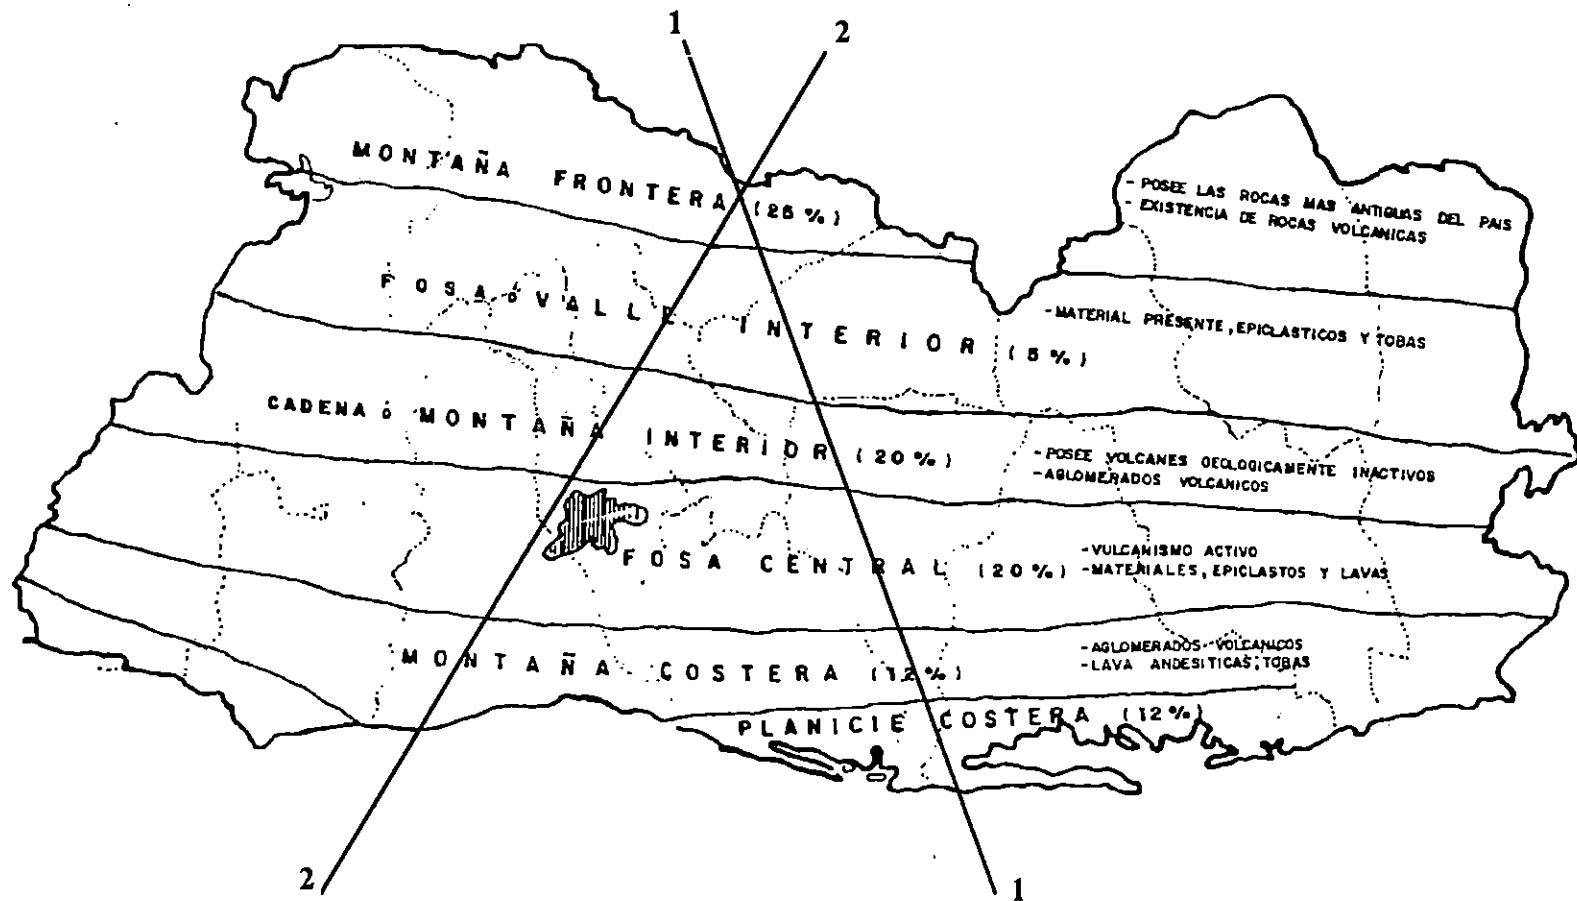 1
2
MONTAÑA FRONTERA (25 %)
- POSEE LAS ROCAS MAS ANTIGUAS DEL PAIS
- EXISTENCIA DE ROCAS VOLCANICAS
FOSA ó VALLE INTERIOR (5 %)
-MATERIAL PRESENTE, EPICLASTICOS Y TOBAS
CADENA ó MONTAÑA INTERIOR (20 %)
- POSEE VOLCANES GEOLOGICAMENTE INACTIVOS
-AGLOMERADOS VOLCANICOS
FOSA CENTRAL (20 %)
-VULCANISMO ACTIVO
-MATERIALES, EPICLASTOS Y LAVAS
MONTAÑA COSTERA (12 %)
-AGLOMERADOS VOLCANICOS
-LAVA ANDESITICAS, TOBAS
PLANICIE COSTERA (12 %)
2
1